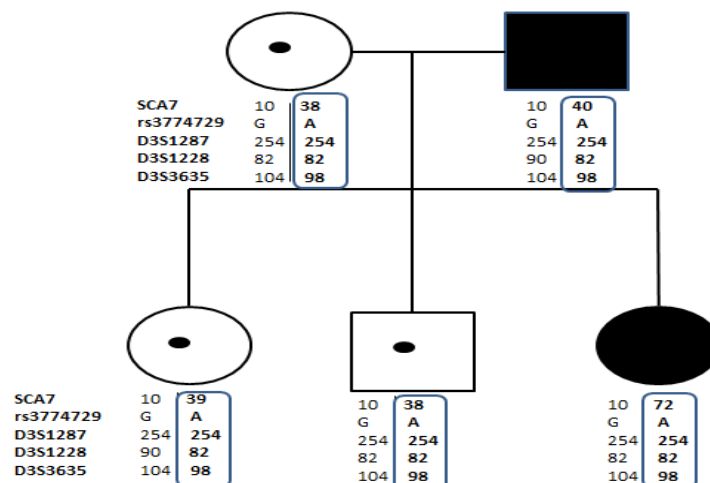 SCA7 10 38 10 40
rs3774729 G A G A
D3S1287 254 254 254 254
D3S1228 82 82 90 82
D3S3635 104 98 104 98
SCA7 10 39 10 38 10 72
rs3774729 G A G A G A
D3S1287 254 254 254 254 254 254
D3S1228 90 82 82 82 82 82
D3S3635 104 98 104 98 104 98